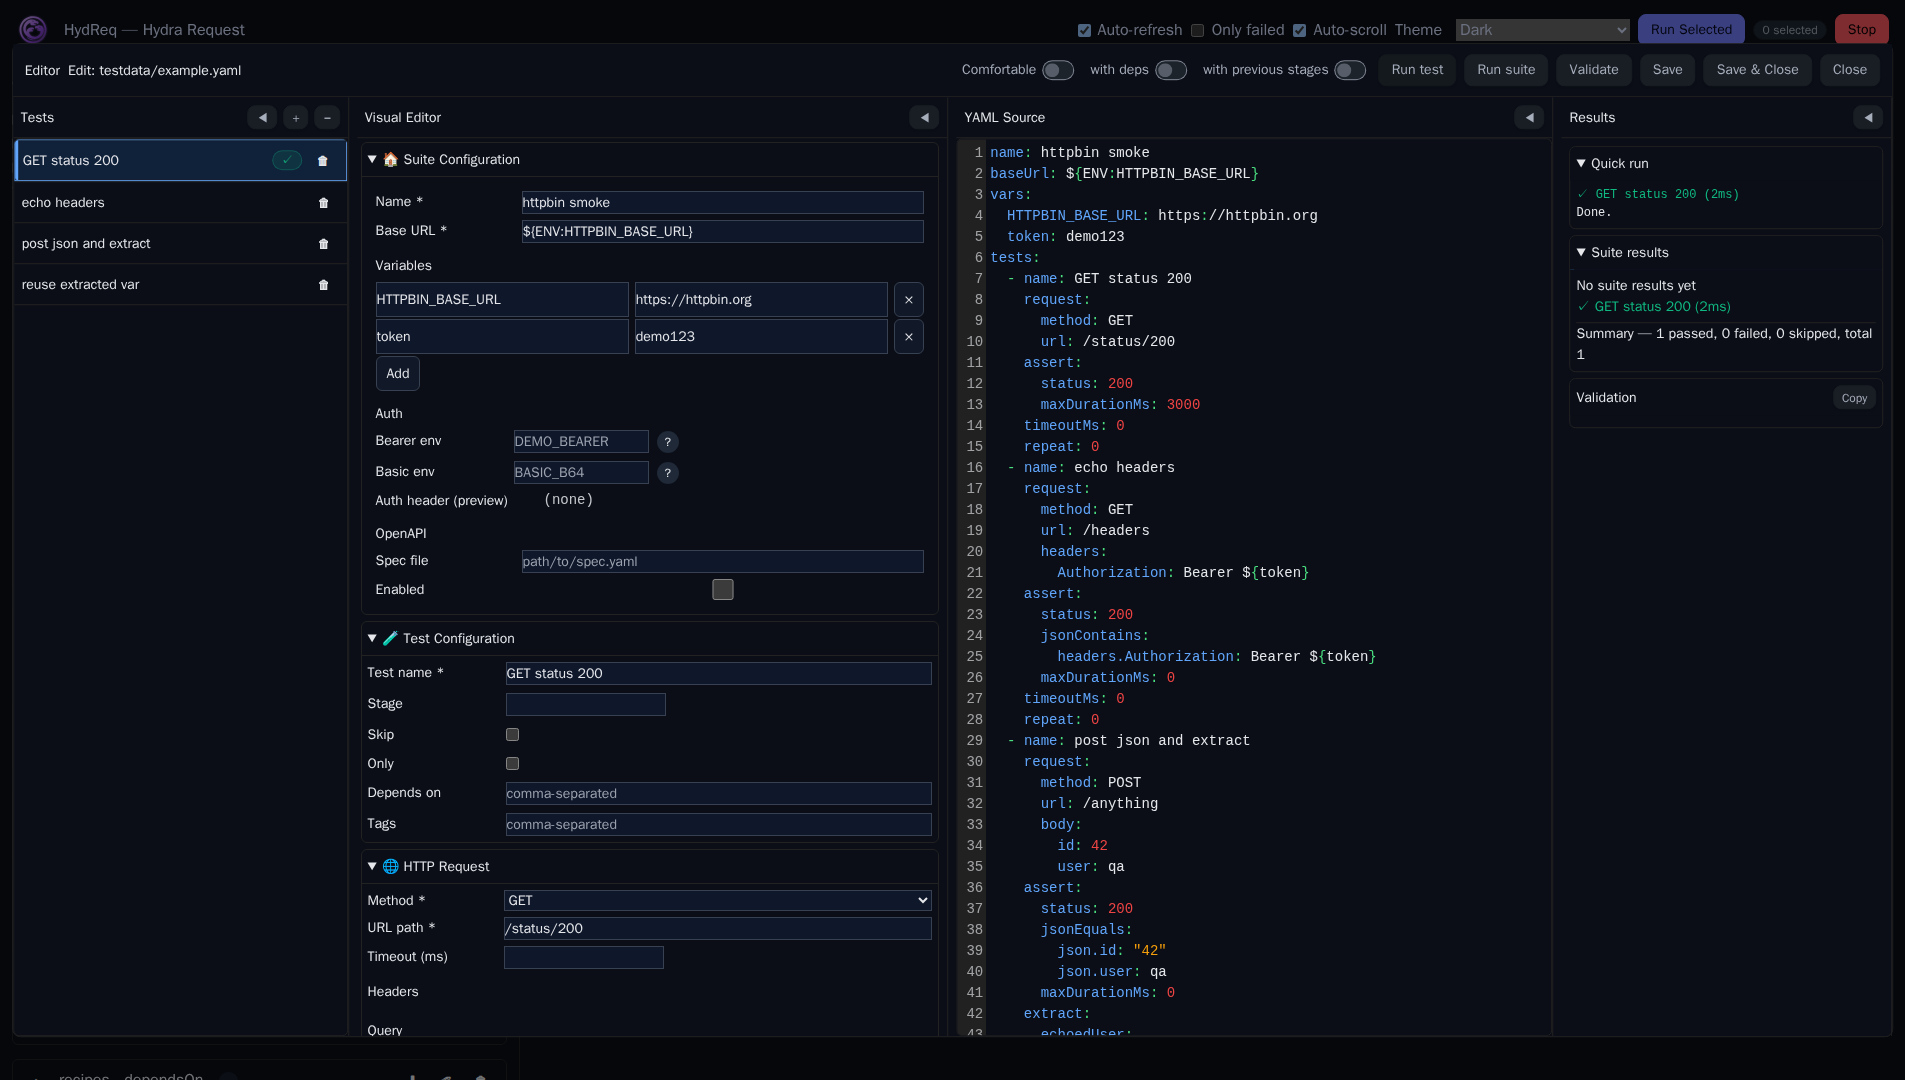 HydReq — Hydra Request
Auto-refresh
Only failed
Auto-scroll
Theme
Dark
Run Selected
0 selected
Stop
Editor Edit: testdata/example.yaml
Comfortable
with deps
with previous stages
Run test
Run suite
Validate
Save
Save & Close
Close
Tests
◀
+
−
GET status 200
✓
echo headers
post json and extract
reuse extracted var
Visual Editor
◀
▼ 🏠 Suite Configuration
Name *
httpbin smoke
Base URL *
${ENV:HTTPBIN_BASE_URL}
Variables
HTTPBIN_BASE_URL
https://httpbin.org
×
token
demo123
×
Add
Auth
Bearer env
DEMO_BEARER
?
Basic env
BASIC_B64
?
Auth header (preview)
(none)
OpenAPI
Spec file
path/to/spec.yaml
Enabled
▼ 🧪 Test Configuration
Test name *
GET status 200
Stage
Skip
Only
Depends on
comma-separated
Tags
comma-separated
▼ 🌐 HTTP Request
Method *
GET
URL path *
/status/200
Timeout (ms)
Headers
Query
YAML Source
◀
1 name: httpbin smoke
2 baseUrl: ${ENV:HTTPBIN_BASE_URL}
3 vars:
4   HTTPBIN_BASE_URL: https://httpbin.org
5   token: demo123
6 tests:
7   - name: GET status 200
8     request:
9       method: GET
10       url: /status/200
11     assert:
12       status: 200
13       maxDurationMs: 3000
14     timeoutMs: 0
15     repeat: 0
16   - name: echo headers
17     request:
18       method: GET
19       url: /headers
20       headers:
21         Authorization: Bearer ${token}
22     assert:
23       status: 200
24       jsonContains:
25         headers.Authorization: Bearer ${token}
26       maxDurationMs: 0
27     timeoutMs: 0
28     repeat: 0
29   - name: post json and extract
30     request:
31       method: POST
32       url: /anything
33       body:
34         id: 42
35         user: qa
36     assert:
37       status: 200
38       jsonEquals:
39         json.id: "42"
40         json.user: qa
41       maxDurationMs: 0
42     extract:
43       echoedUser:
Results
◀
▼ Quick run
✓ GET status 200 (2ms)
Done.
▼ Suite results
No suite results yet
✓ GET status 200 (2ms)
Summary — 1 passed, 0 failed, 0 skipped, total
1
Validation
Copy